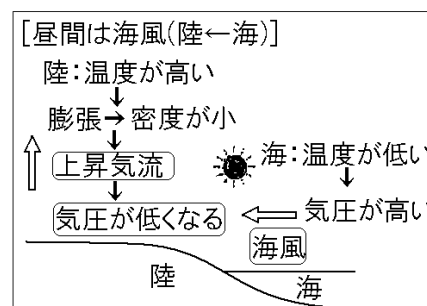 [昼間は海風(陸←海)]
陸:温度が高い
↓
膨張→密度が小
↓
上昇気流
海:温度が低い
↓
↓
気圧が低くなる
気圧が高い
海風
陸
海